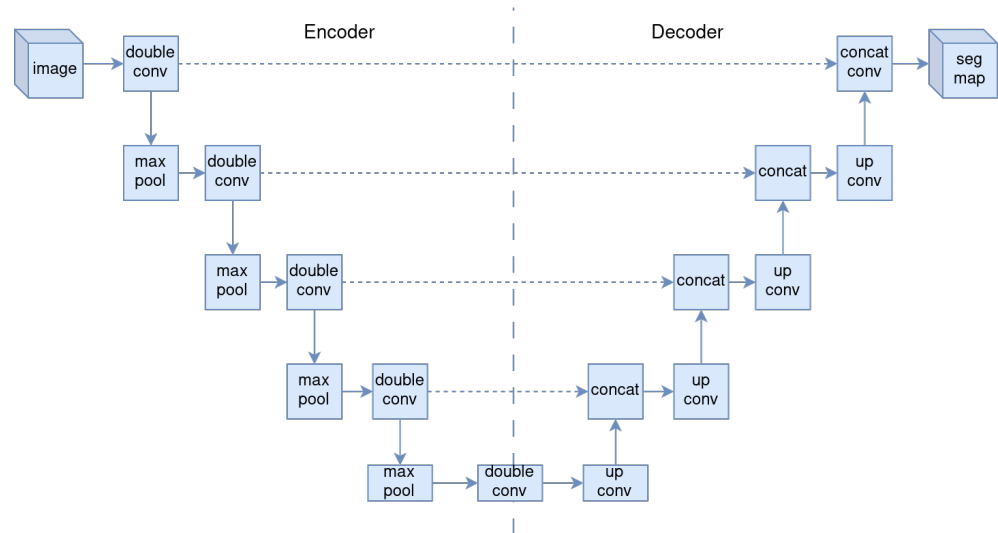 Encoder
Decoder
image
double
conv
concat
conv
seg
map
max
pool
double
conv
concat
up
conv
max
pool
double
conv
concat
up
conv
max
pool
double
conv
concat
up
conv
max
pool
double
conv
up
conv